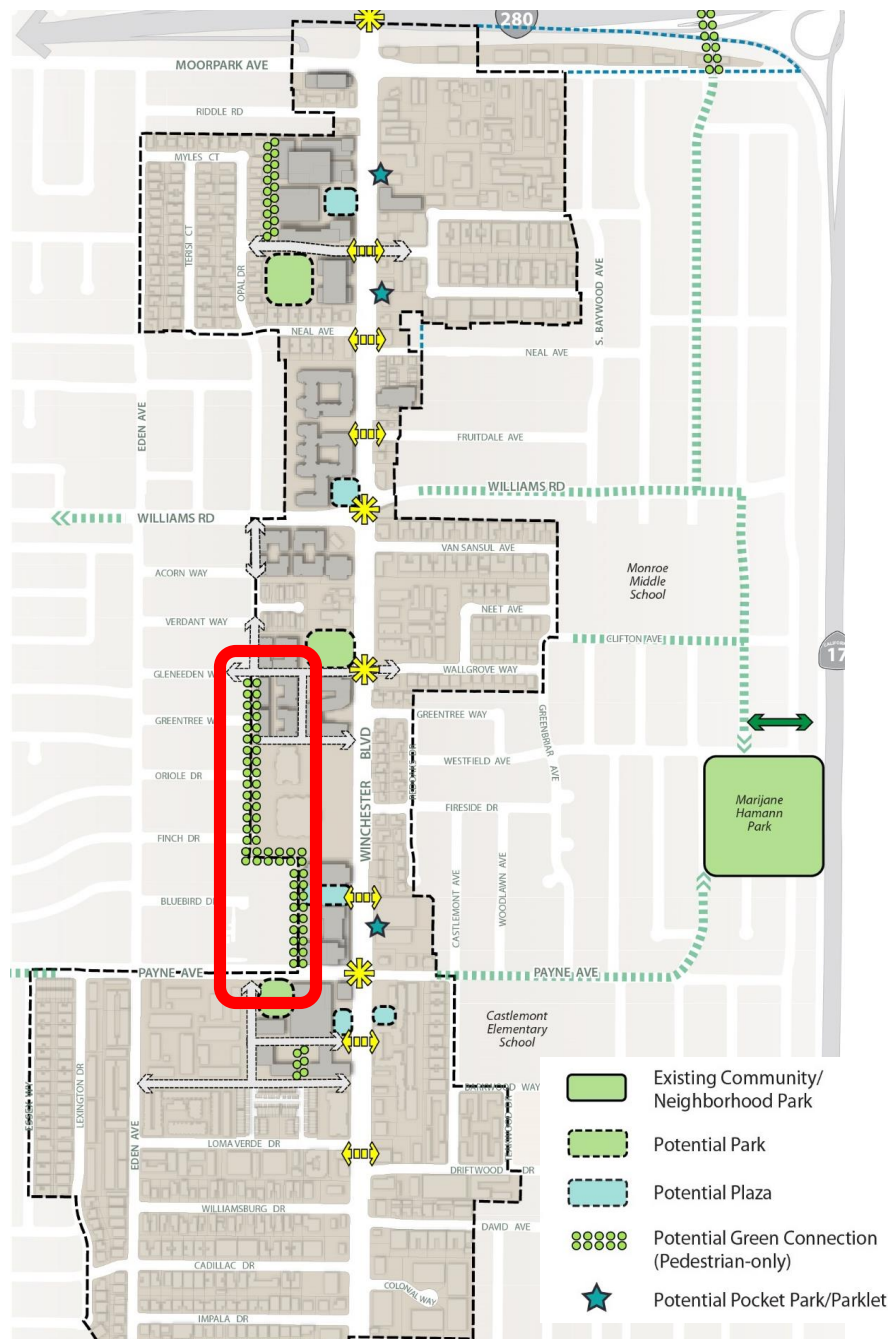 280
MOORPARK AVE
RIDDLE RD
MYLES CT
TERISI CT
OPAL DR
S. BAYWOOD AVE
NEAL AVE
NEAL AVE
EDEN AVE
FRUITDALE AVE
WILLIAMS RD
WILLIAMS RD
VAN SANSUL AVE
ACORN WAY
Monroe
Middle
School
NEET AVE
VERDANT WAY
CLIFTON AVE
17
GLENEEDEN W
WALLGROVE WAY
GREENTREE W
GREENTREE WAY
GREENBRIAR AVE
WINCHESTER BLVD
WESTFIELD AVE
ORIOLE DR
FIRESIDE DR
Marijane
Hamann
Park
FINCH DR
CASTLEMONT AVE
WOODLAWN AVE
BLUEBIRD D
PAYNE AVE
PAYNE AVE
Castlemont
Elementary
School
LEXINGTON DR
EDEN AVE
LOMA VERDE DR
DRIFTWOOD DR
WILLIAMSBURG DR
DAVID AVE
CADILLAC DR
COLONIAL WAY
IMPALA DR
Existing Community/
Neighborhood Park
Potential Park
Potential Plaza
Potential Green Connection
(Pedestrian-only)
Potential Pocket Park/Parklet